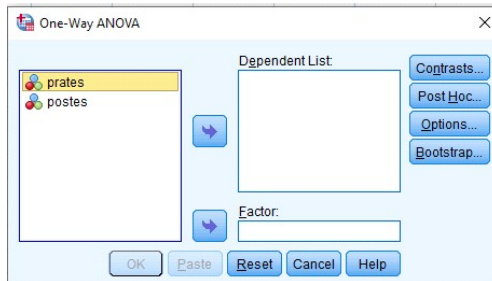 One-Way ANOVA
prates
postes
Dependent List:
Factor:
Contrasts...
Post Hoc...
Options...
Bootstrap...
OK Paste Reset Cancel Help